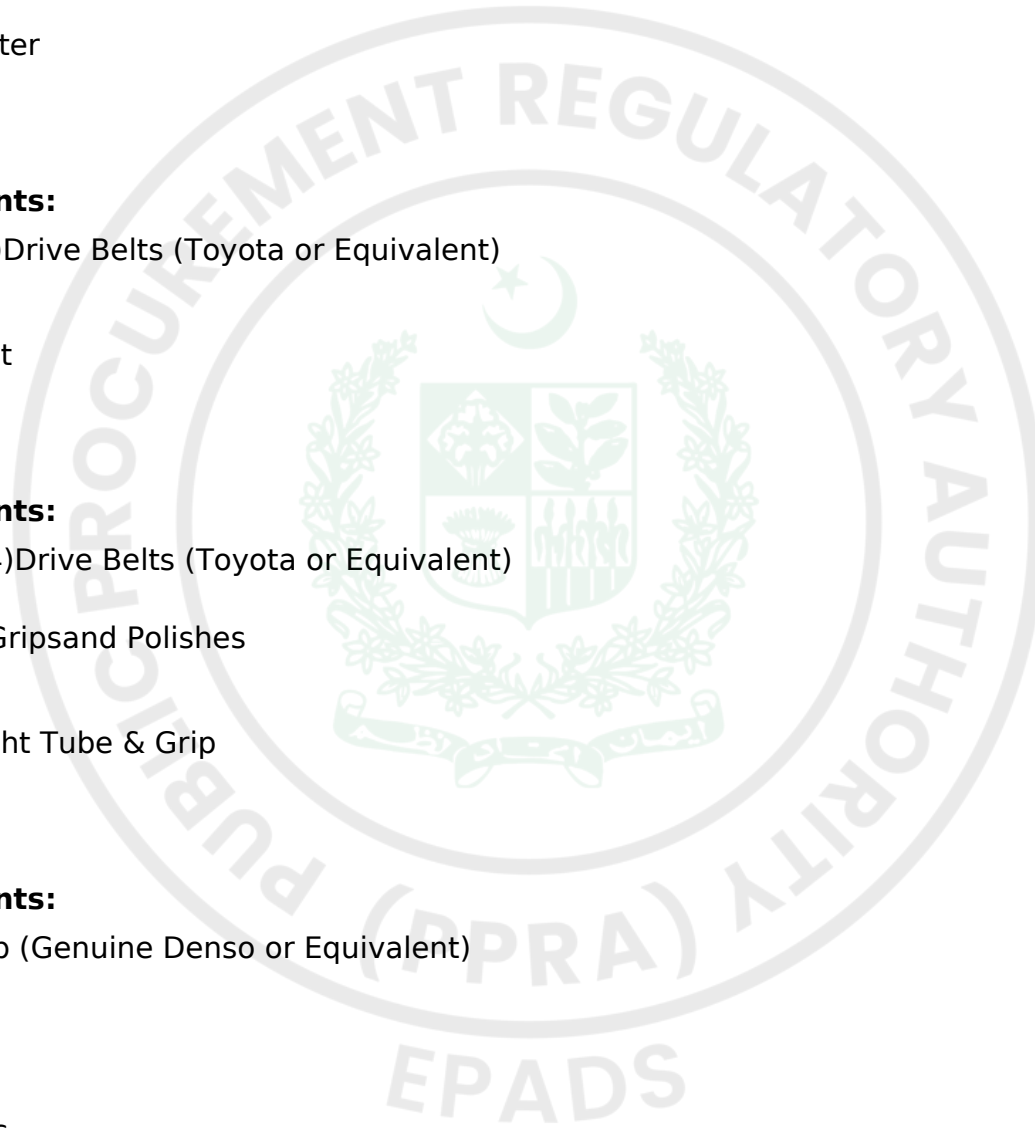 ter
nts:
Drive Belts (Toyota or Equivalent)
t
nts:
)Drive Belts (Toyota or Equivalent)
Gripsand Polishes
ht Tube & Grip
nts:
o (Genuine Denso or Equivalent)
PUBLIC PROCUREMENT REGULATORY AUTHORITY
(PPRA)
EPADS